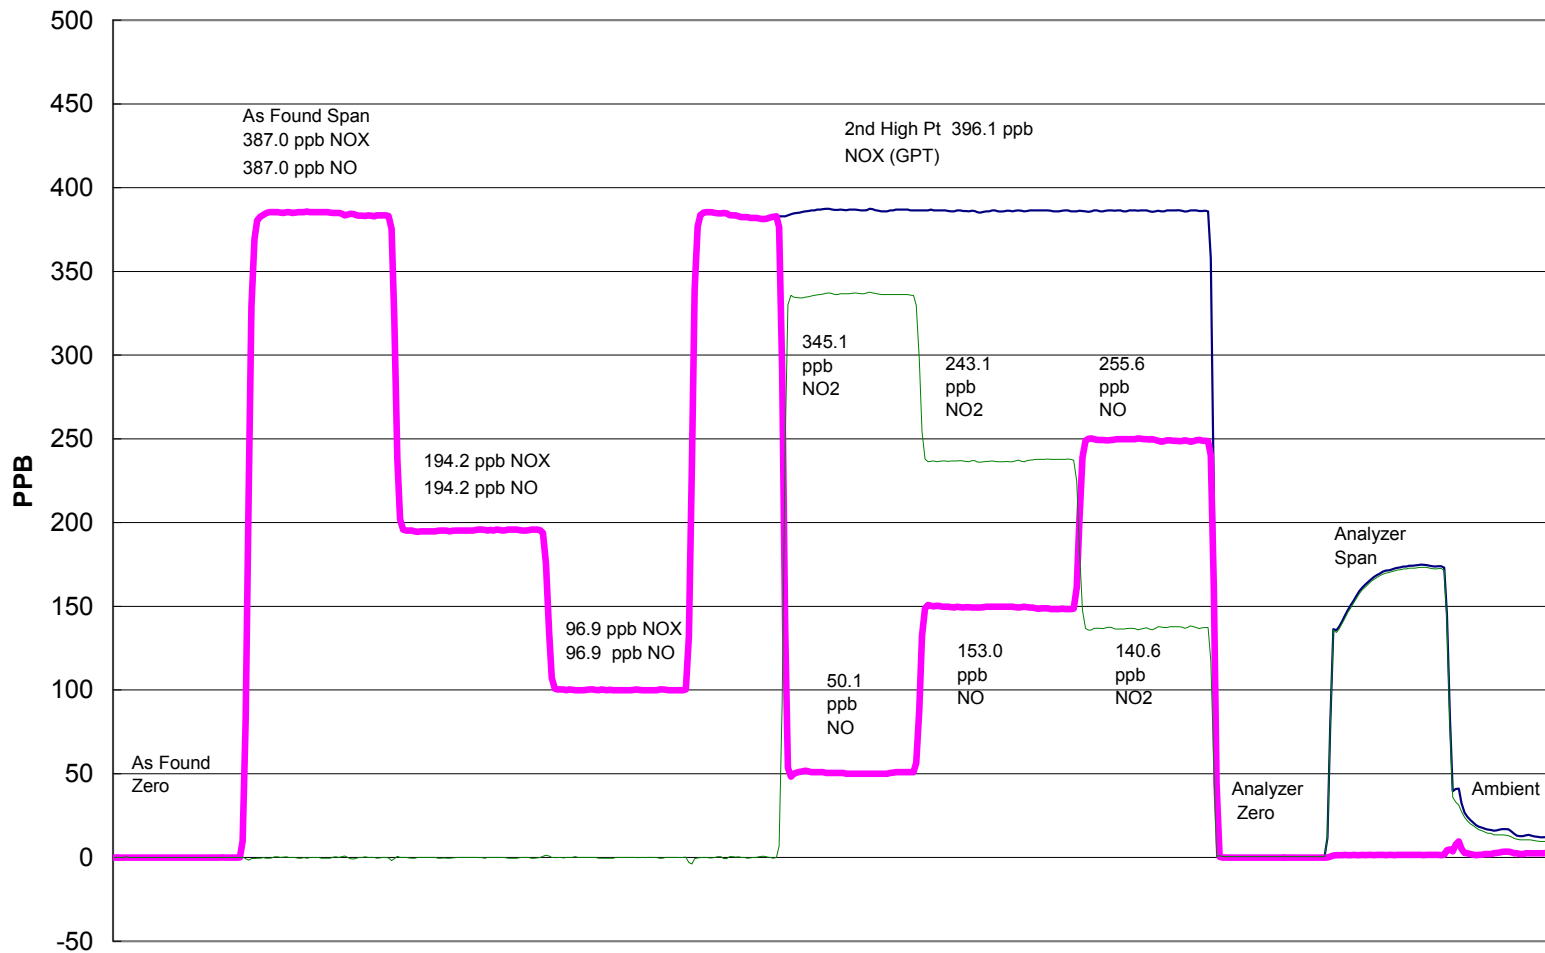 500
450
400
350
300
250
200
150
100
50
0
-50
PPB
As Found Span
387.0 ppb NOX
387.0 ppb NO
2nd High Pt 396.1 ppb
NOX (GPT)
345.1
ppb
NO2
243.1
ppb
NO2
255.6
ppb
NO
194.2 ppb NOX
194.2 ppb NO
96.9 ppb NOX
96.9 ppb NO
50.1
ppb
NO
153.0
ppb
NO
140.6
ppb
NO2
Analyzer
Span
As Found
Zero
Analyzer
Zero
Ambient